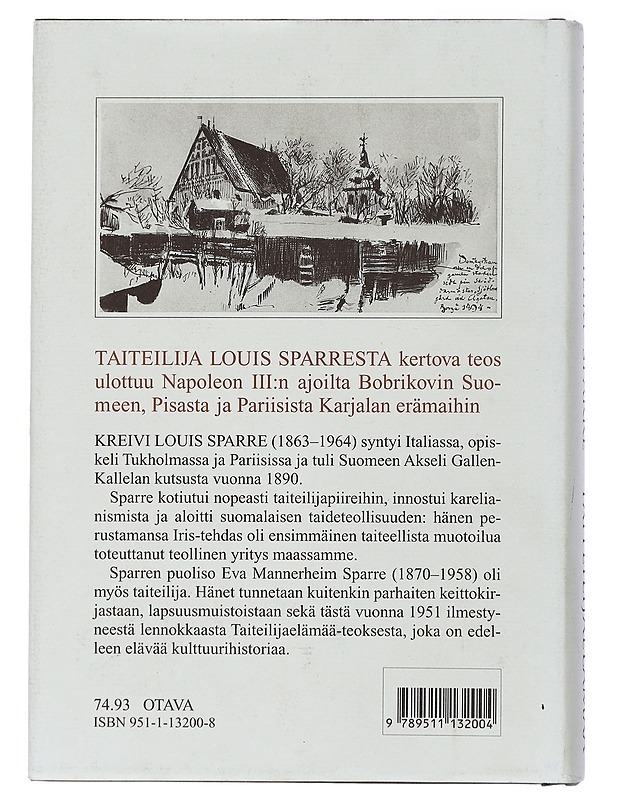 Borgå 1894.
TAITEILIJA LOUIS SPARRESTA kertova teos
ulottuu Napoleon III:n ajoilta Bobrikovin Suo-
meen, Pisasta ja Pariisista Karjalan erämaihin
KREIVI LOUIS SPARRE (1863–1964) syntyi Italiassa, opis-
keli Tukholmassa ja Pariisissa ja tuli Suomeen Akseli Gallen-
Kallelan kutsusta vuonna 1890.
Sparre kotiutui nopeasti taiteilijapiireihin, innostui karelia-
nismista ja aloitti suomalaisen taideteollisuuden: hänen pe-
rustamansa Iris-tehdas oli ensimmäinen taiteellista muotoilua
toteuttanut teollinen yritys maassamme.
Sparren puoliso Eva Mannerheim Sparre (1870–1958) oli
myös taiteilija. Hänet tunnetaan kuitenkin parhaiten keittokir-
jastaan, lapsuusmuistoistaan sekä tästä vuonna 1951 ilmesty-
neestä lennokkaasta Taiteilijaelämää-teoksesta, joka on edel-
leen elävää kulttuurihistoriaa.
74.93 OTAVA
ISBN 951-1-13200-8
9 789511 132004